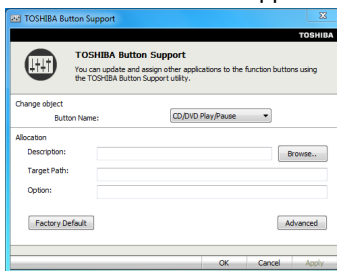 TOSHIBA Button Support
TOSHIBA
TOSHIBA Button Support
You can update and assign other applications to the function buttons using
the TOSHIBA Button Support utility.
Change object
Button Name:
CD/DVD Play/Pause
Allocation
Description:
Browse..
Target Path:
Option:
Factory Default
Advanced
OK
Cancel
Apply